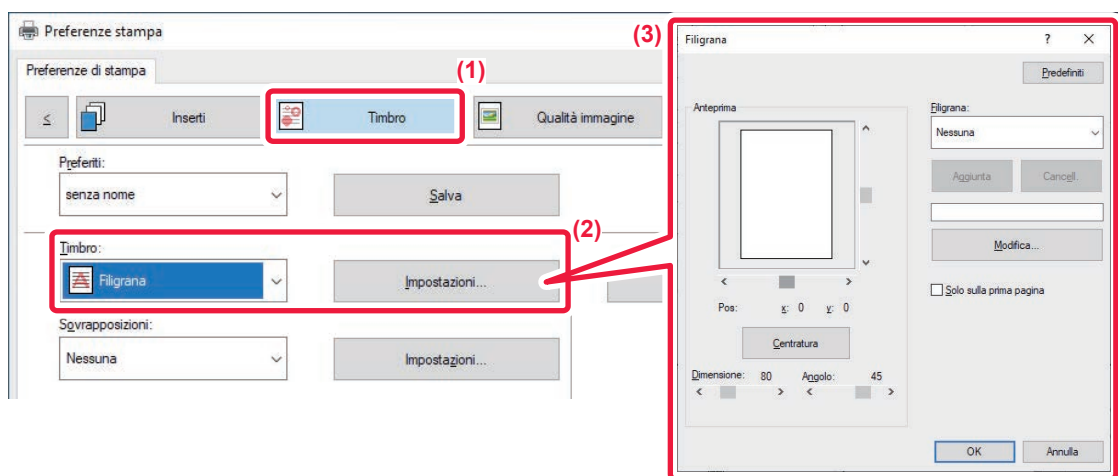 Preferenze stampa
Preferenze di stampa
(1)
<
Inserti
Timbro
Qualità immagine
Preferiti:
senza nome
Salva
(2)
Timbro:
Filigrana
Impostazioni...
Sovrapposizioni:
Nessuna
Impostazioni...
(3)
Filigrana
?
Predefiniti
Anteprima
Filigrana:
Nessuna
Aggiunta
Cancell.
Modifica...
Solo sulla prima pagina
Pos:
x: 0
y: 0
Centratura
Dimensione: 80
Angolo: 45
OK
Annulla